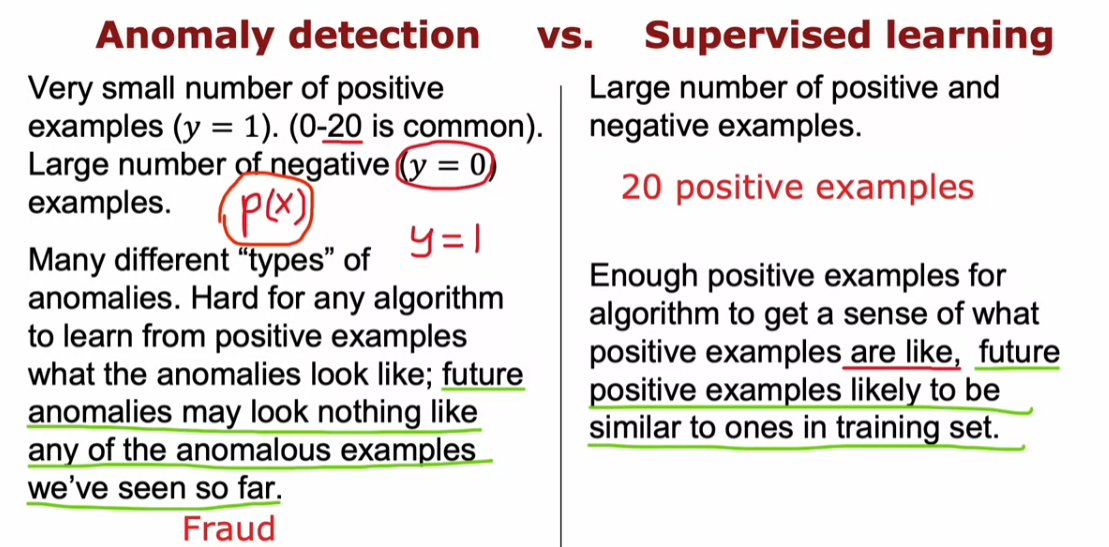 Anomaly detection vs. Supervised learning
Very small number of positive
examples (y = 1). (0-20 is common).
Large number of negative (y = 0)
examples.
p(x)
y=1
Many different “types” of
anomalies. Hard for any algorithm
to learn from positive examples
what the anomalies look like; future
anomalies may look nothing like
any of the anomalous examples
we’ve seen so far.
Fraud
Large number of positive and
negative examples.
20 positive examples
Enough positive examples for
algorithm to get a sense of what
positive examples are like, future
positive examples likely to be
similar to ones in training set.